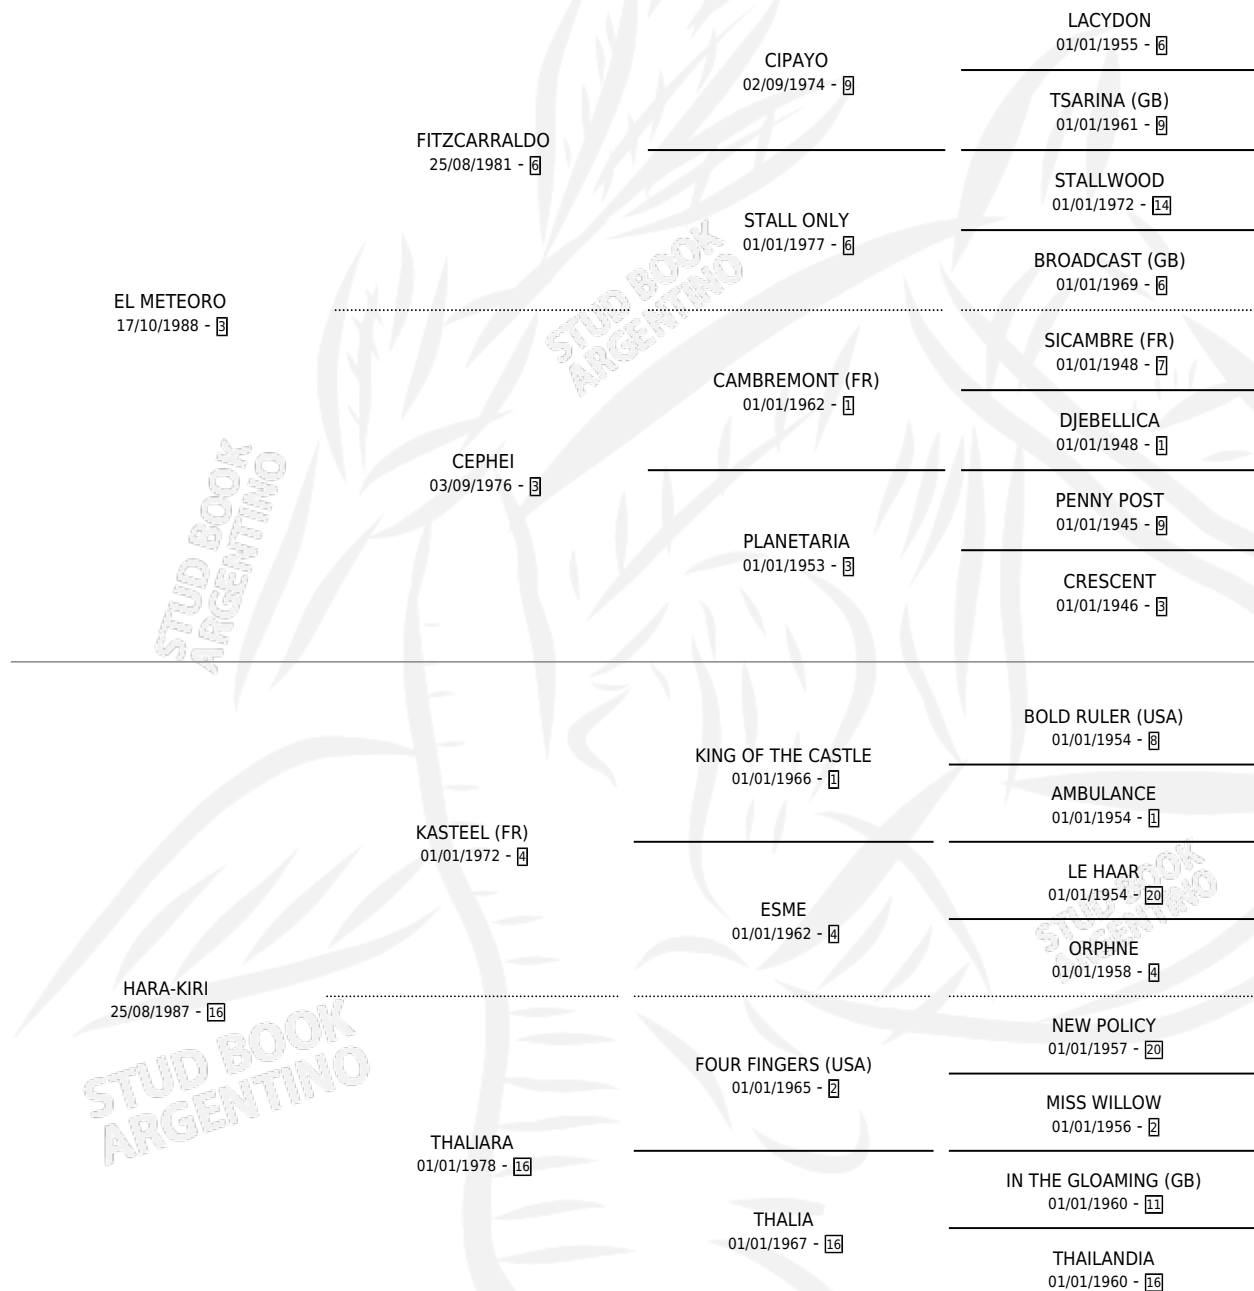 LACYDON
01/01/1955 - 6
CIPAYO
02/09/1974 - 9
TSARINA (GB)
01/01/1961 - 9
FITZCARRALDO
25/08/1981 - 6
STALLWOOD
01/01/1972 - 14
STALL ONLY
01/01/1977 - 6
BROADCAST (GB)
01/01/1969 - 6
EL METEORO
17/10/1988 - 3
STUD BOOK
ARGENTINO
SICAMBRE (FR)
01/01/1948 - 7
CAMBREMONT (FR)
01/01/1962 - 1
DJEBELLICA
01/01/1948 - 1
CEPHEI
03/09/1976 - 3
PENNY POST
01/01/1945 - 9
PLANETARIA
01/01/1953 - 3
CRESCENT
01/01/1946 - 3
STUD BOOK
ARGENTINO
BOLD RULER (USA)
01/01/1954 - 8
KING OF THE CASTLE
01/01/1966 - 1
AMBULANCE
01/01/1954 - 1
KASTEEL (FR)
01/01/1972 - 4
LE HAAR
01/01/1954 - 20
ESME
01/01/1962 - 4
STUD BOOK
ARGENTINO
ORPHNE
01/01/1958 - 4
HARA-KIRI
25/08/1987 - 16
NEW POLICY
01/01/1957 - 20
STUD BOOK
ARGENTINO
FOUR FINGERS (USA)
01/01/1965 - 2
MISS WILLOW
01/01/1956 - 2
THALIARA
01/01/1978 - 16
IN THE GLOAMING (GB)
01/01/1960 - 11
THALIA
01/01/1967 - 16
THAILANDIA
01/01/1960 - 16